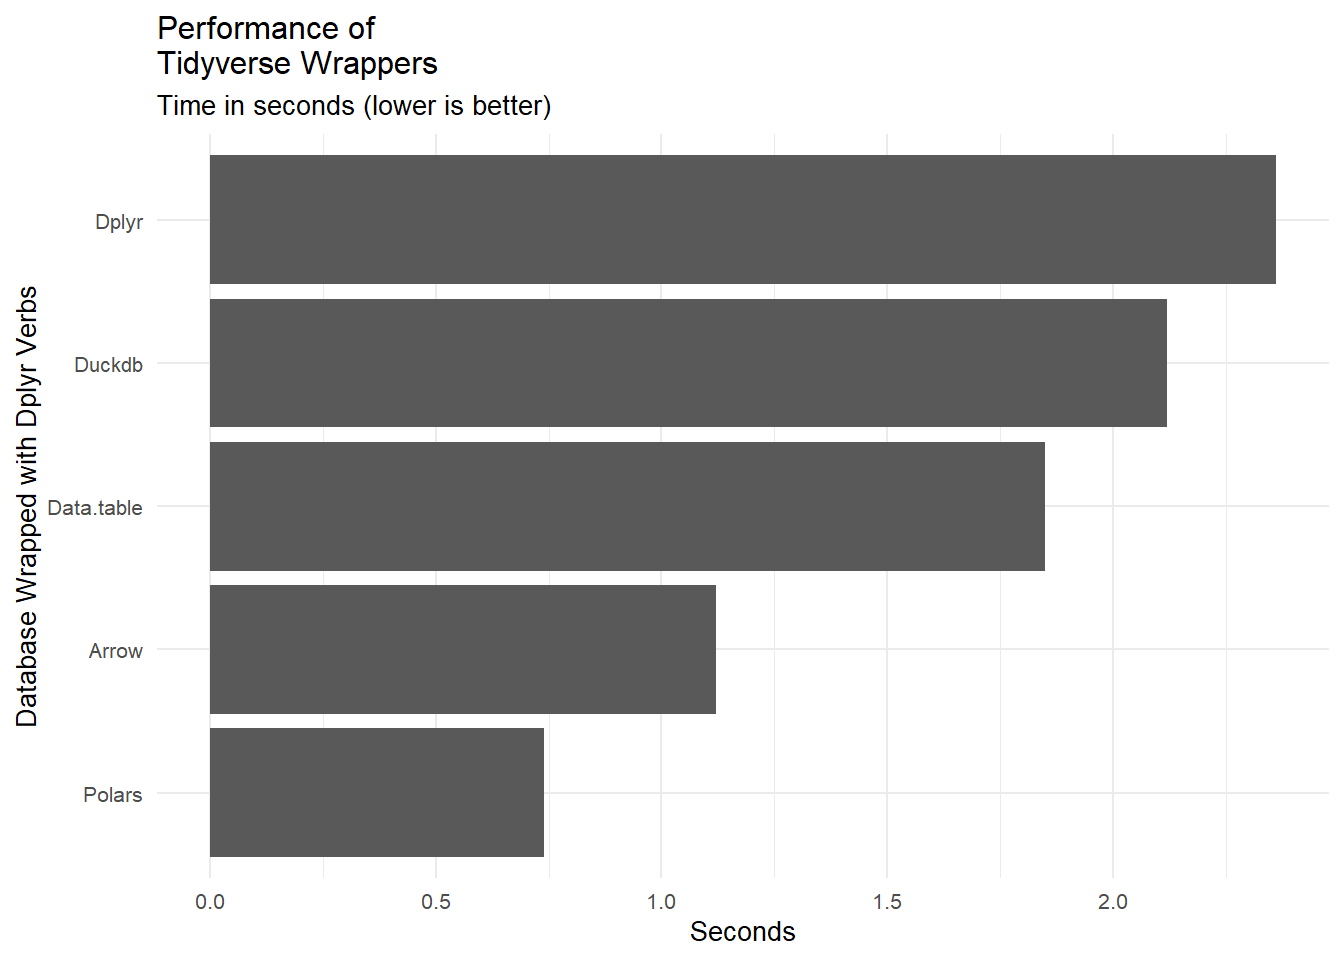 Performance of
Tidyverse Wrappers
Time in seconds (lower is better)
Database Wrapped with Dplyr Verbs
Dplyr
Duckdb
Data.table
Arrow
Polars
0.0 0.5 1.0 1.5 2.0
Seconds